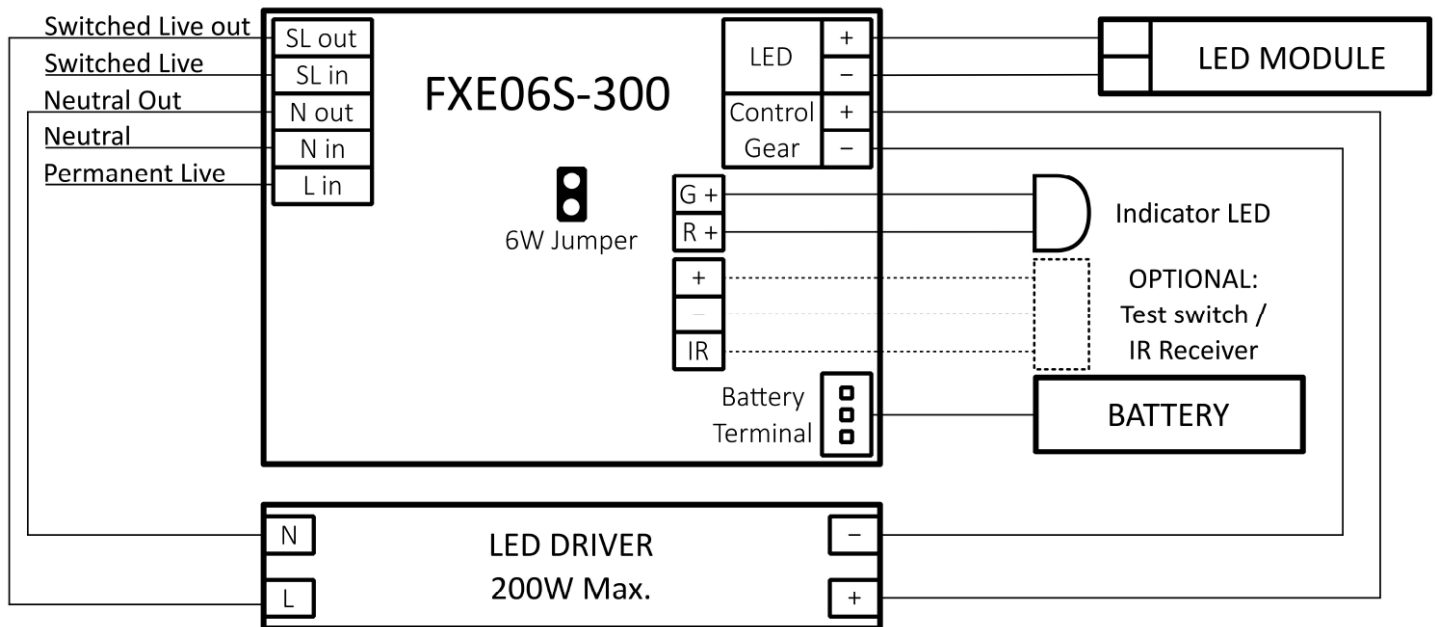 Switched Live out
Switched Live
Neutral Out
Neutral
Permanent Live
SL out
SL in
N out
N in
L in
FXE06S-300
6W Jumper
LED
+
−
Control
Gear
+
−
G +
R +
+
−
IR
Battery
Terminal
LED MODULE
Indicator LED
OPTIONAL:
Test switch /
IR Receiver
BATTERY
N
L
LED DRIVER
200W Max.
−
+